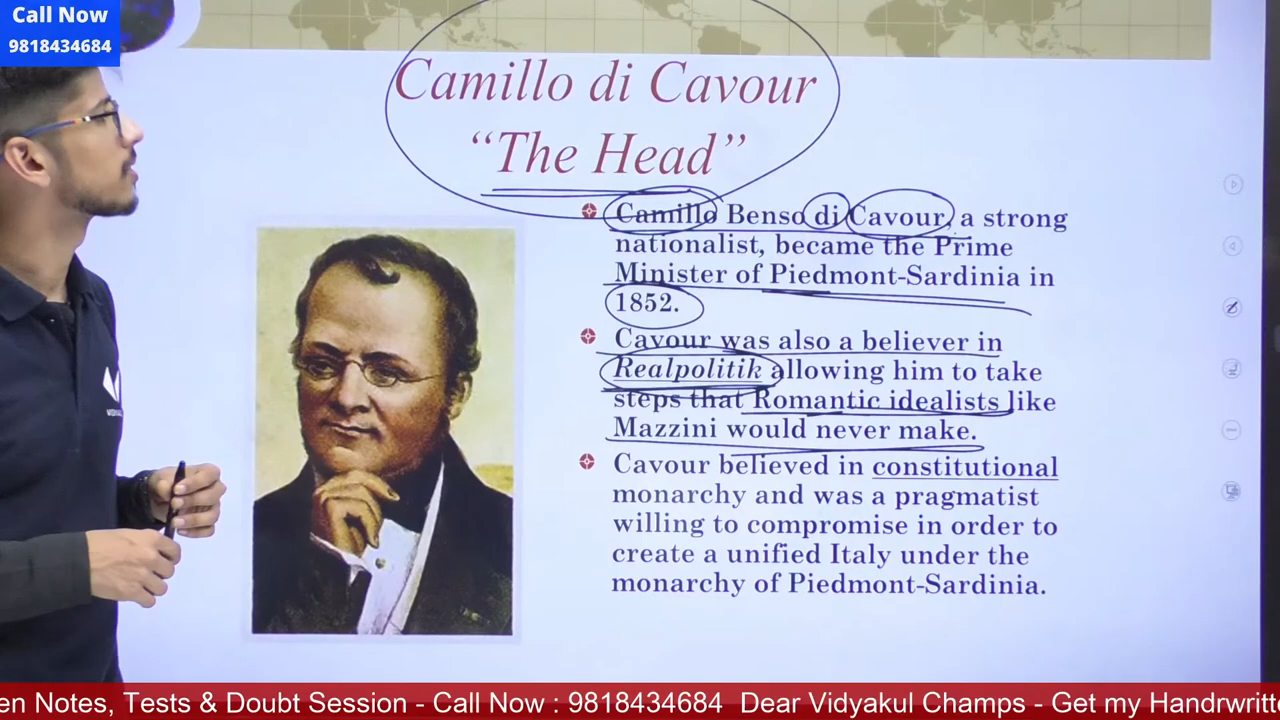 Call Now
9818434684
Camillo di Cavour
“The Head”
Camillo Benso di Cavour, a strong
nationalist, became the Prime
Minister of Piedmont-Sardinia in
1852.
Cavour was also a believer in
Realpolitik allowing him to take
steps that Romantic idealists like
Mazzini would never make.
Cavour believed in constitutional
monarchy and was a pragmatist
willing to compromise in order to
create a unified Italy under the
monarchy of Piedmont-Sardinia.
en Notes, Tests & Doubt Session - Call Now : 9818434684 Dear Vidyakul Champs - Get my Handrwritt